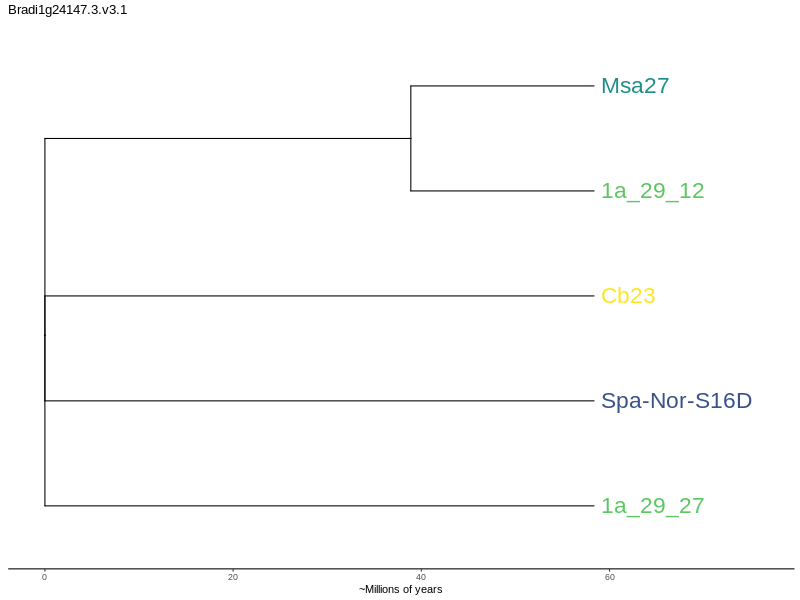 Bradi1g24147.3.v3.1
Msa27
1a_29_12
Cb23
Spa-Nor-S16D
1a_29_27
0 20 40 60
~Millions of years